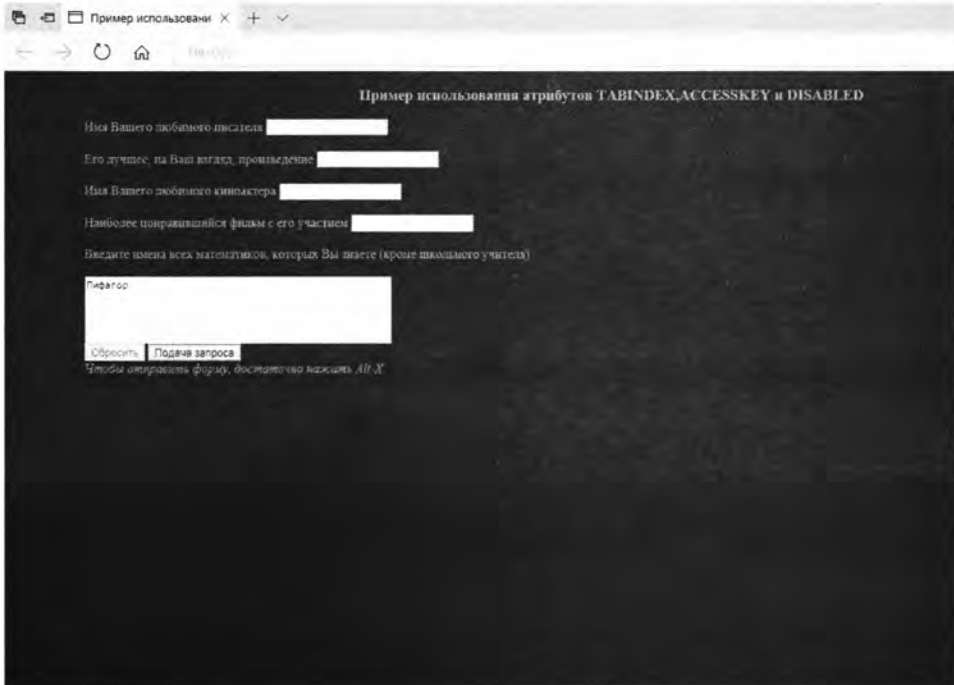 Пример использовани
Пример использования атрибутов TABINDEX,ACCESSKEY и DISABLED
Имя Вашего любимого писателя
Его лучшее, на Ваш взгляд, произведение
Имя Вашего любимого киноактера
Наиболее понравившийся фильм с его участием
Введите имена всех математиков, которых Вы знаете (кроме школьного учителя)
Пифагор
Сбросить Подача запроса
Чтобы отправить форму, достаточно нажать Alt-X